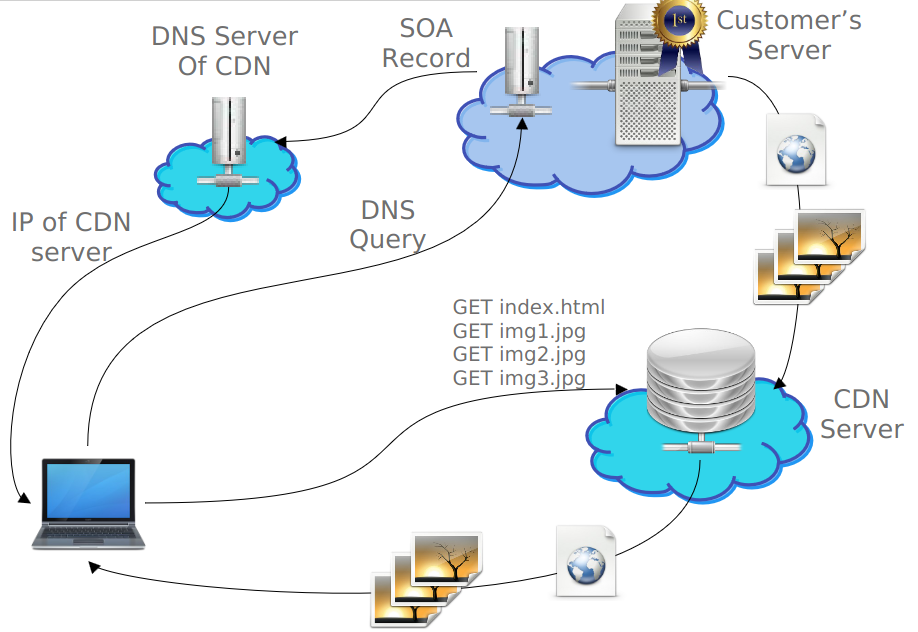 DNS Server
Of CDN
SOA
Record
1st
Customer's
Server
IP of CDN
server
DNS
Query
GET index.html
GET img1.jpg
GET img2.jpg
GET img3.jpg
CDN
Server